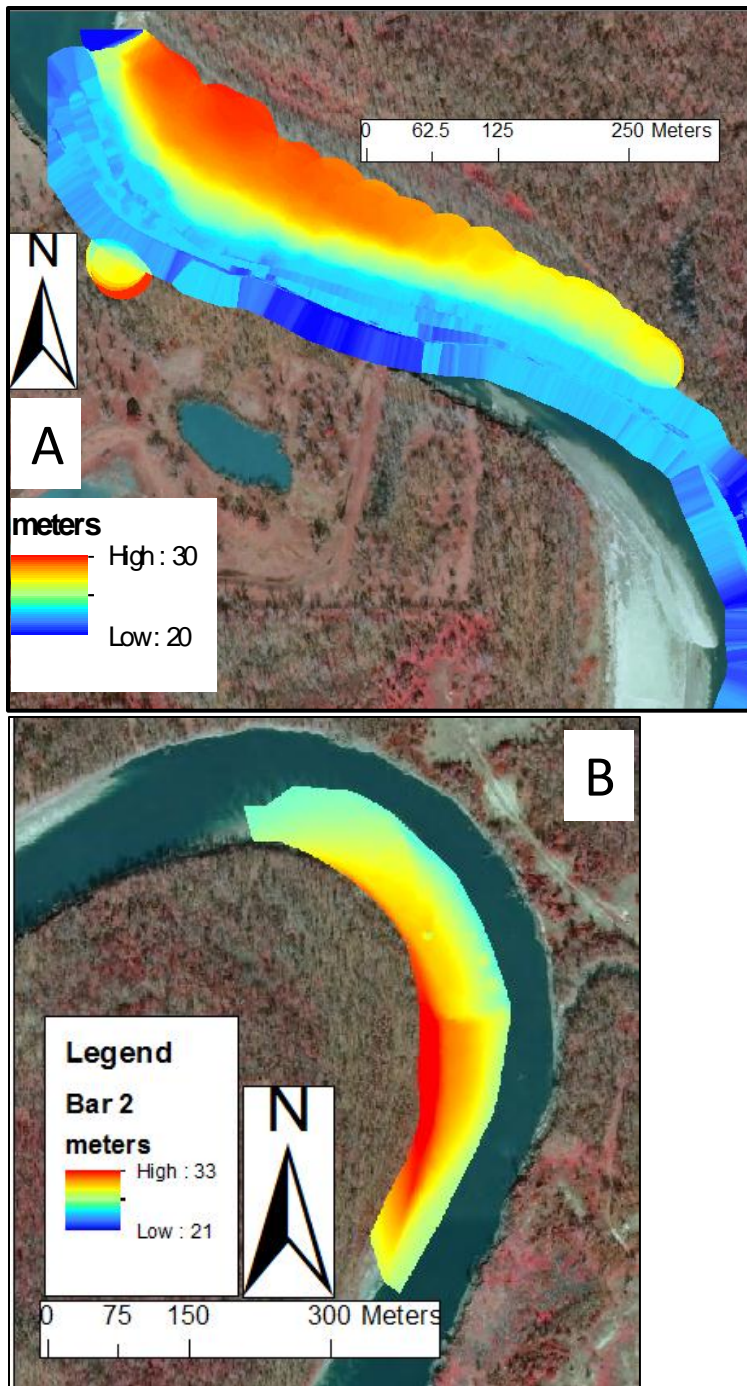 0 62.5 125 250 Meters
N
A
meters
High : 30
Low : 20
B
Legend
Bar 2
meters
High : 33
Low : 21
N
0 75 150 300 Meters